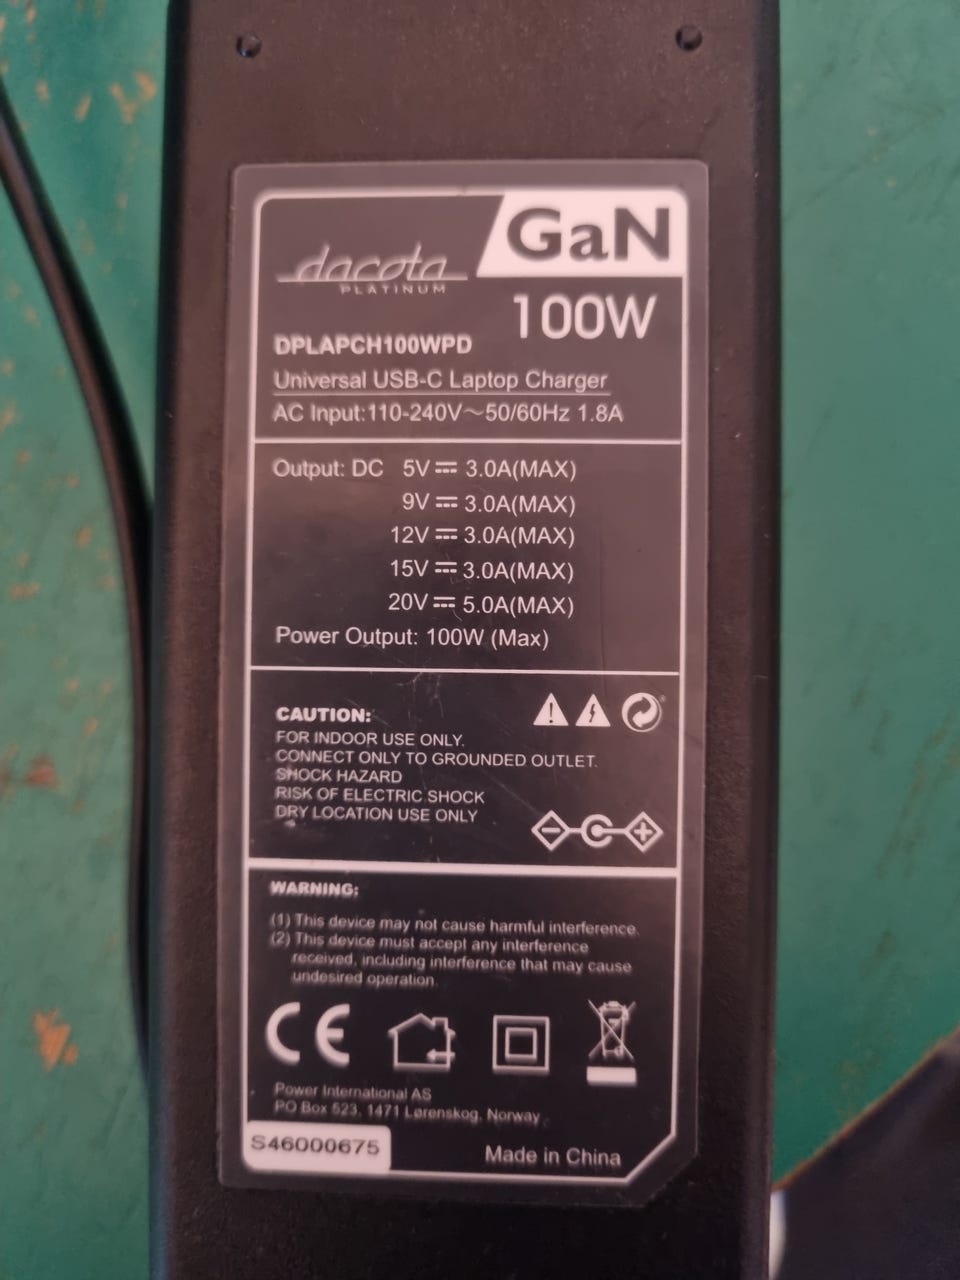 dacota
PLATINUM
GaN
100W
DPLAPCH100WPD
Universal USB-C Laptop Charger
AC Input:110-240V～50/60Hz 1.8A
Output: DC 5V⎓3.0A(MAX)
9V⎓3.0A(MAX)
12V⎓3.0A(MAX)
15V⎓3.0A(MAX)
20V⎓5.0A(MAX)
Power Output: 100W (Max)
CAUTION:
FOR INDOOR USE ONLY.
CONNECT ONLY TO GROUNDED OUTLET.
SHOCK HAZARD
RISK OF ELECTRIC SHOCK
DRY LOCATION USE ONLY
WARNING:
(1) This device may not cause harmful interference.
(2) This device must accept any interference
received, including interference that may cause
undesired operation.
CE
Power International AS
PO Box 523, 1471 Lørenskog, Norway
S46000675
Made in China